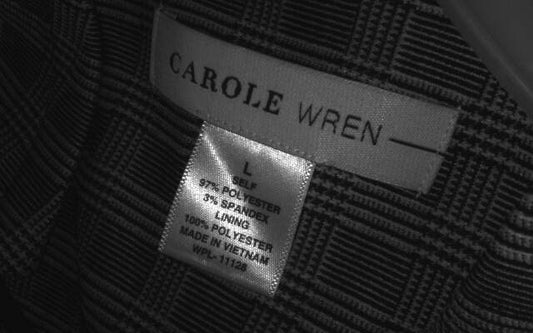 CAROLE WREN
L
SELF
97% POLYESTER
3% SPANDEX
LINING
100% POLYESTER
MADE IN VIETNAM
WPL-11128